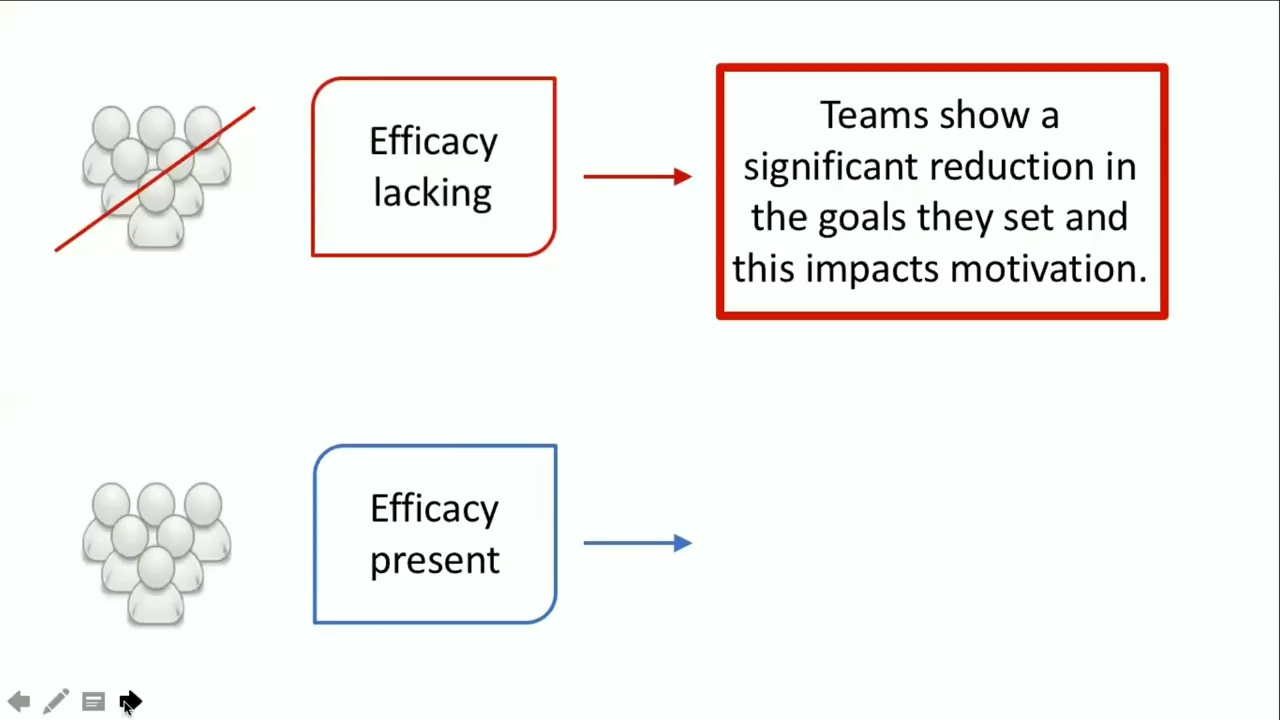 Efficacy
lacking
Teams show a
significant reduction in
the goals they set and
this impacts motivation.
Efficacy
present